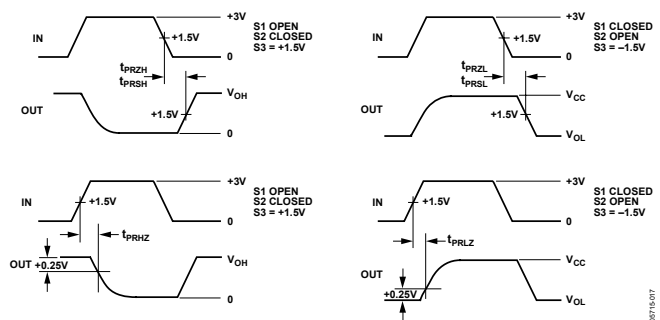 IN
+3V
+1.5V
0
S1 OPEN
S2 CLOSED
S3 = +1.5V
tPRZH
tPRSH
OUT
VOH
+1.5V
0
IN
+3V
+1.5V
0
S1 CLOSED
S2 OPEN
S3 = –1.5V
tPRZL
tPRSL
OUT
VCC
+1.5V
VOL
IN
+3V
+1.5V
0
S1 OPEN
S2 CLOSED
S3 = +1.5V
tPRHZ
OUT
+0.25V
VOH
0
IN
+3V
+1.5V
0
S1 CLOSED
S2 OPEN
S3 = –1.5V
tPRLZ
OUT
+0.25V
VCC
VOL
05715-017